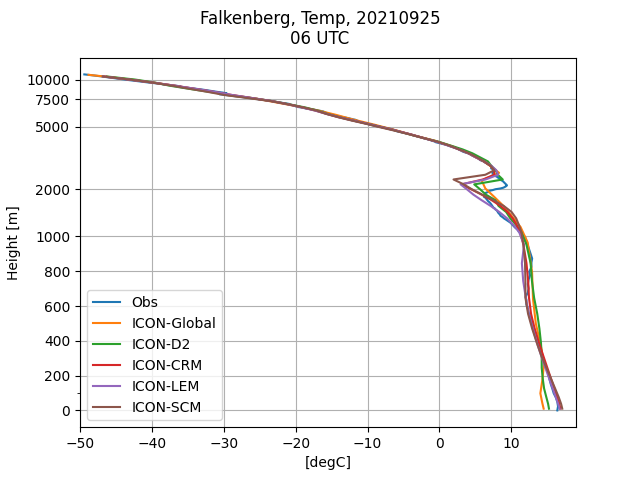 Falkenberg, Temp, 20210925
06 UTC
Height [m]
10000
7500
5000
2000
1000
800
600
400
200
0
Obs
ICON-Global
ICON-D2
ICON-CRM
ICON-LEM
ICON-SCM
−50 −40 −30 −20 −10 0 10
[degC]